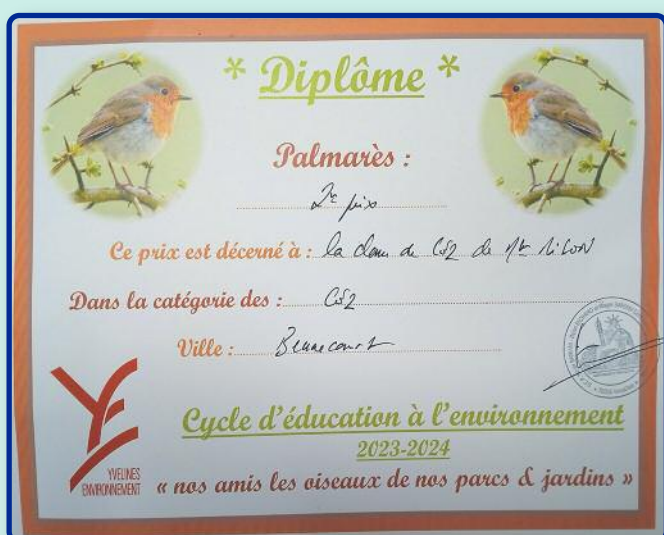 * Diplôme *
Palmarès :
2e prix
Ce prix est décerné à : la classe de CE2 de Mme
Dans la catégorie des : CE2
Ville : Bennecourt
Cycle d'éducation à l'environnement
2023-2024
YVELINES
ENVIRONNEMENT
« nos amis les oiseaux de nos parcs & jardins »